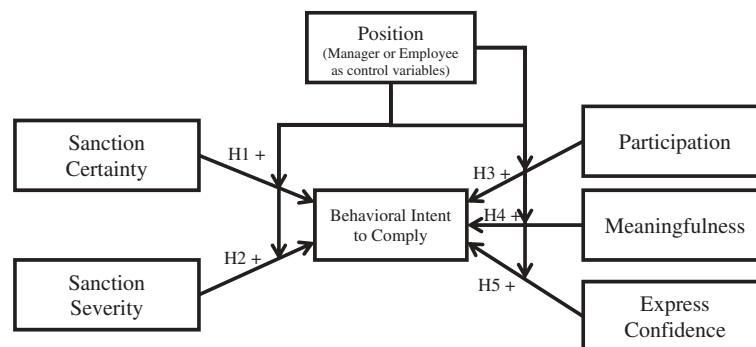 Position
(Manager or Employee
as control variables)
Sanction
Certainty
H1 +
H3 +
Participation
Behavioral Intent
to Comply
H4 +
Meaningfulness
H2 +
Sanction
Severity
H5 +
Express
Confidence